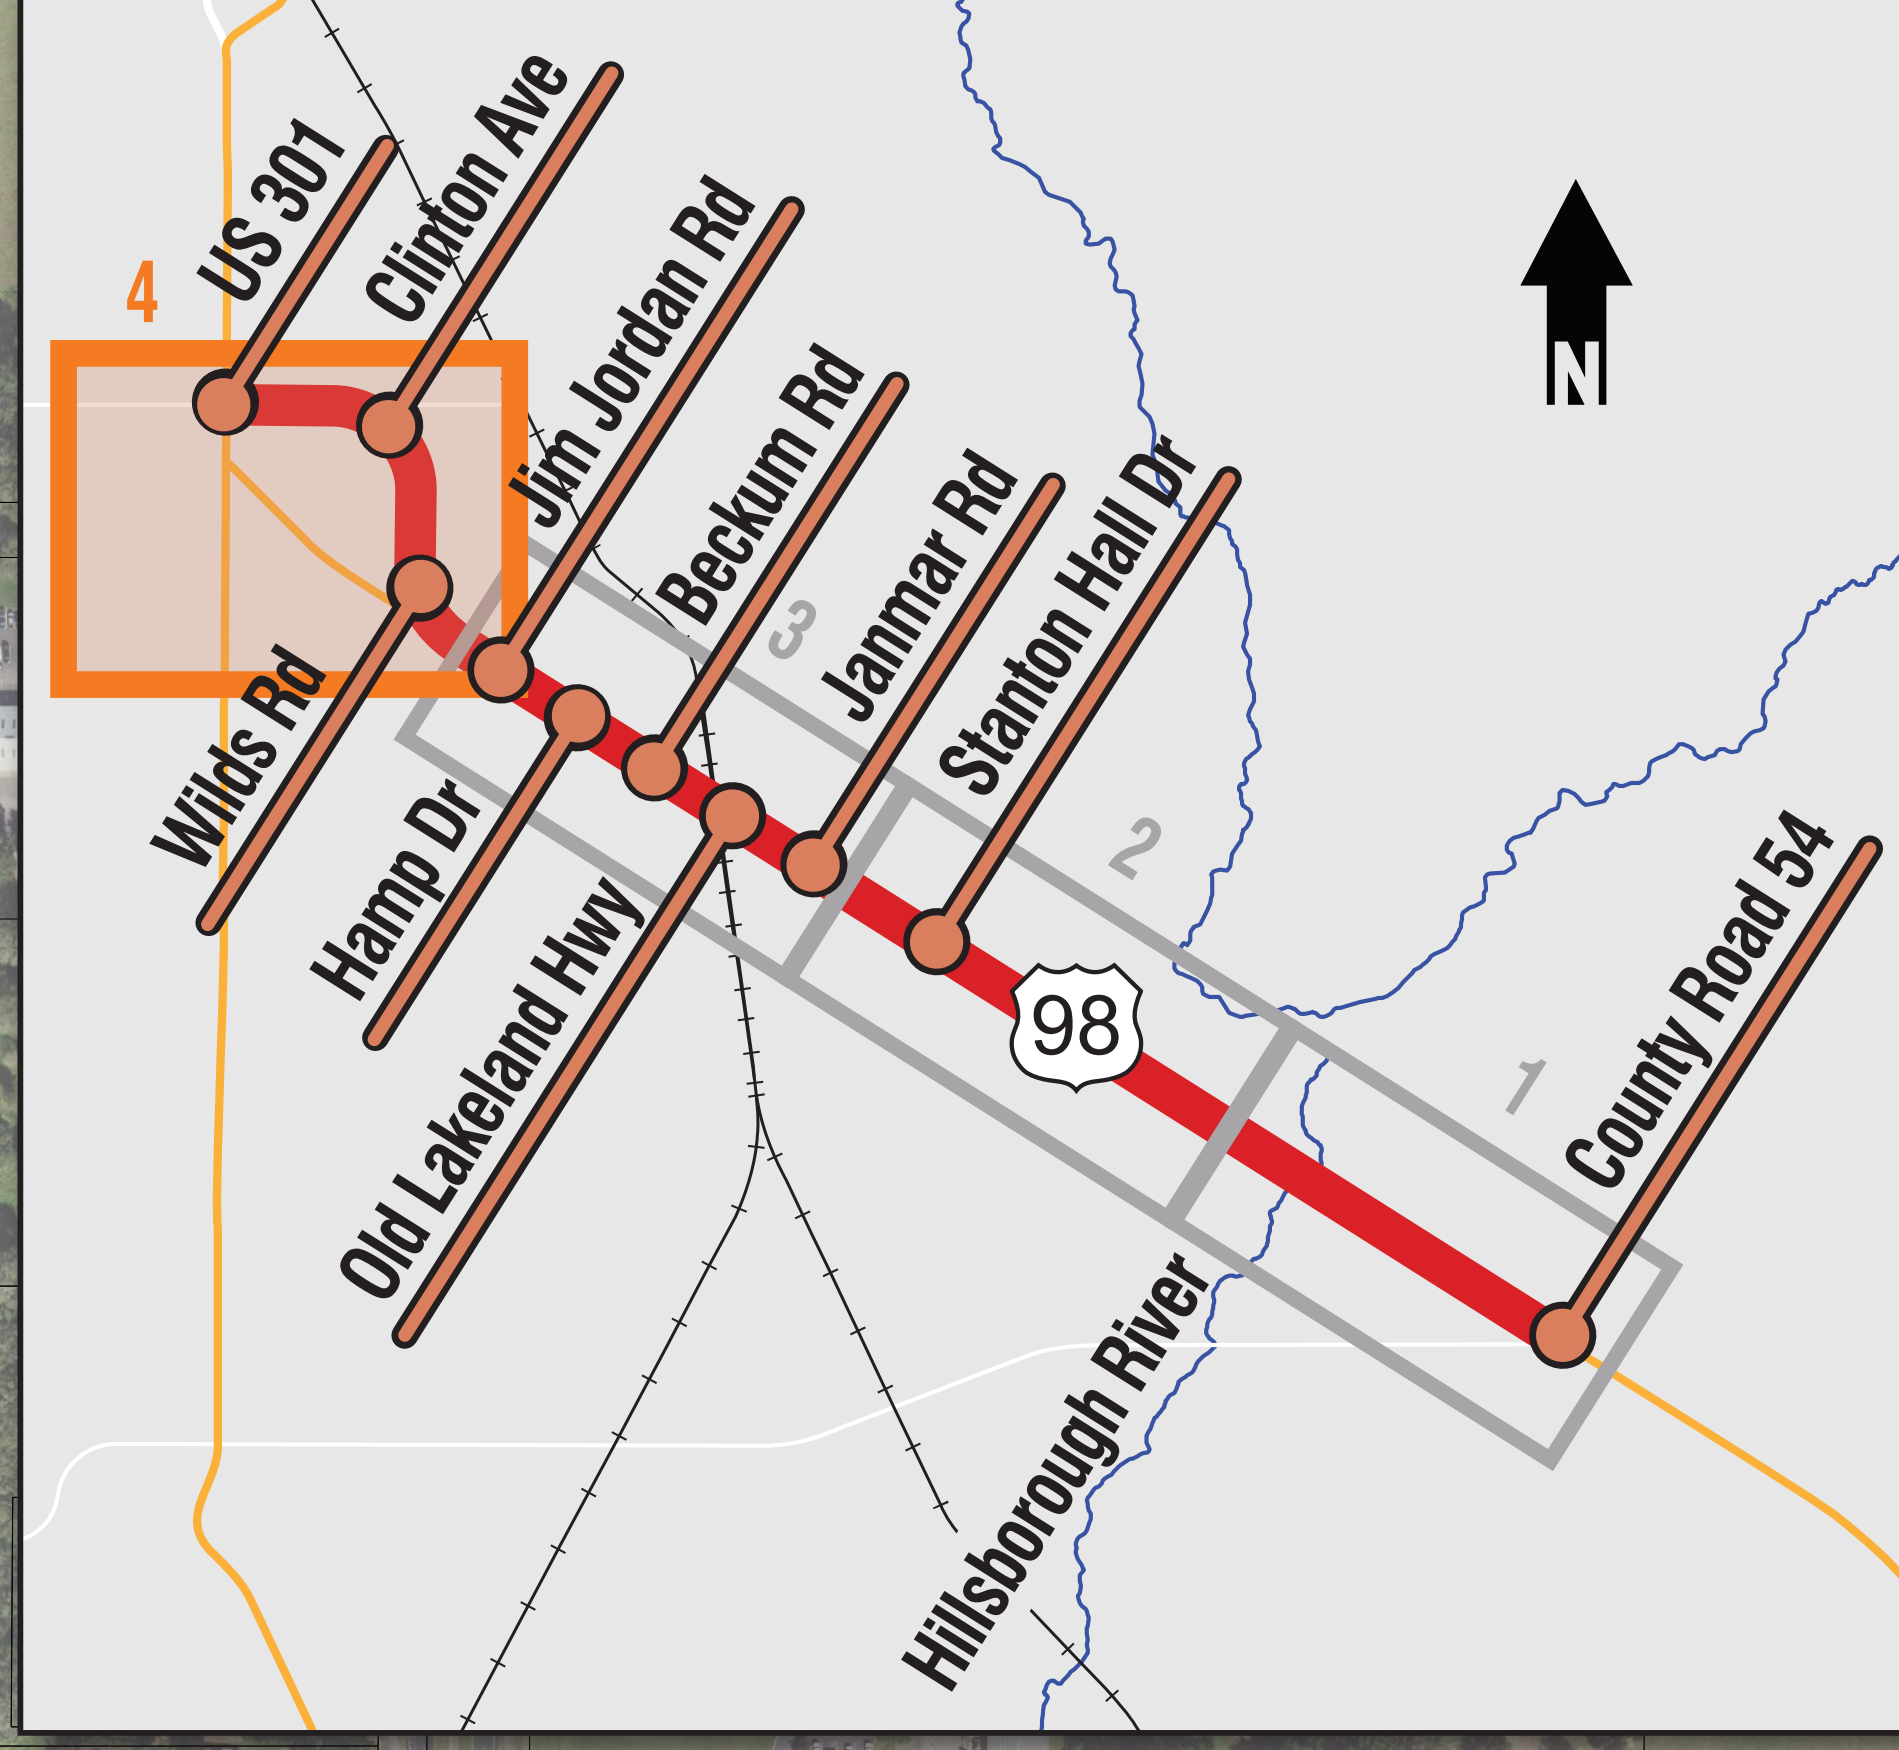 US 301
Clinton Ave
4
Jim Jordan Rd
Beckum Rd
3
Janmar Rd
Stanton Hall Dr
N
Wilds Rd
Hamp Dr
Old Lakeland Hwy
2
98
1
County Road 54
Hillsborough River